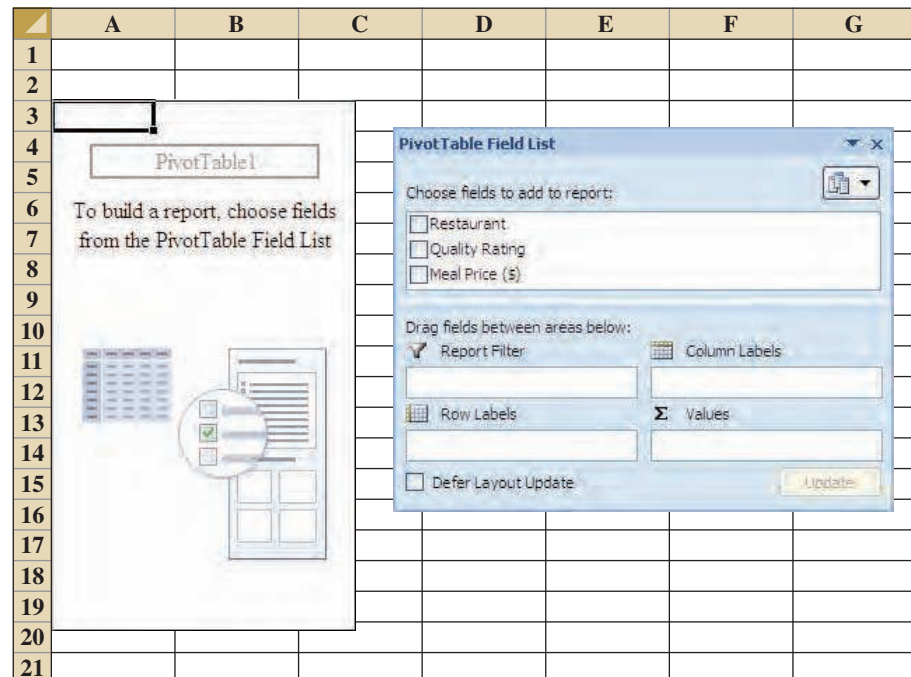 A B C D E F G
1
2
3
4
5
6
7
8
9
10
11
12
13
14
15
16
17
18
19
20
21
PivotTable1
To build a report, choose fields
from the PivotTable Field List
PivotTable Field List
Choose fields to add to report:
Restaurant
Quality Rating
Meal Price ($)
Drag fields between areas below:
Report Filter Column Labels
Row Labels Σ Values
Defer Layout Update Update